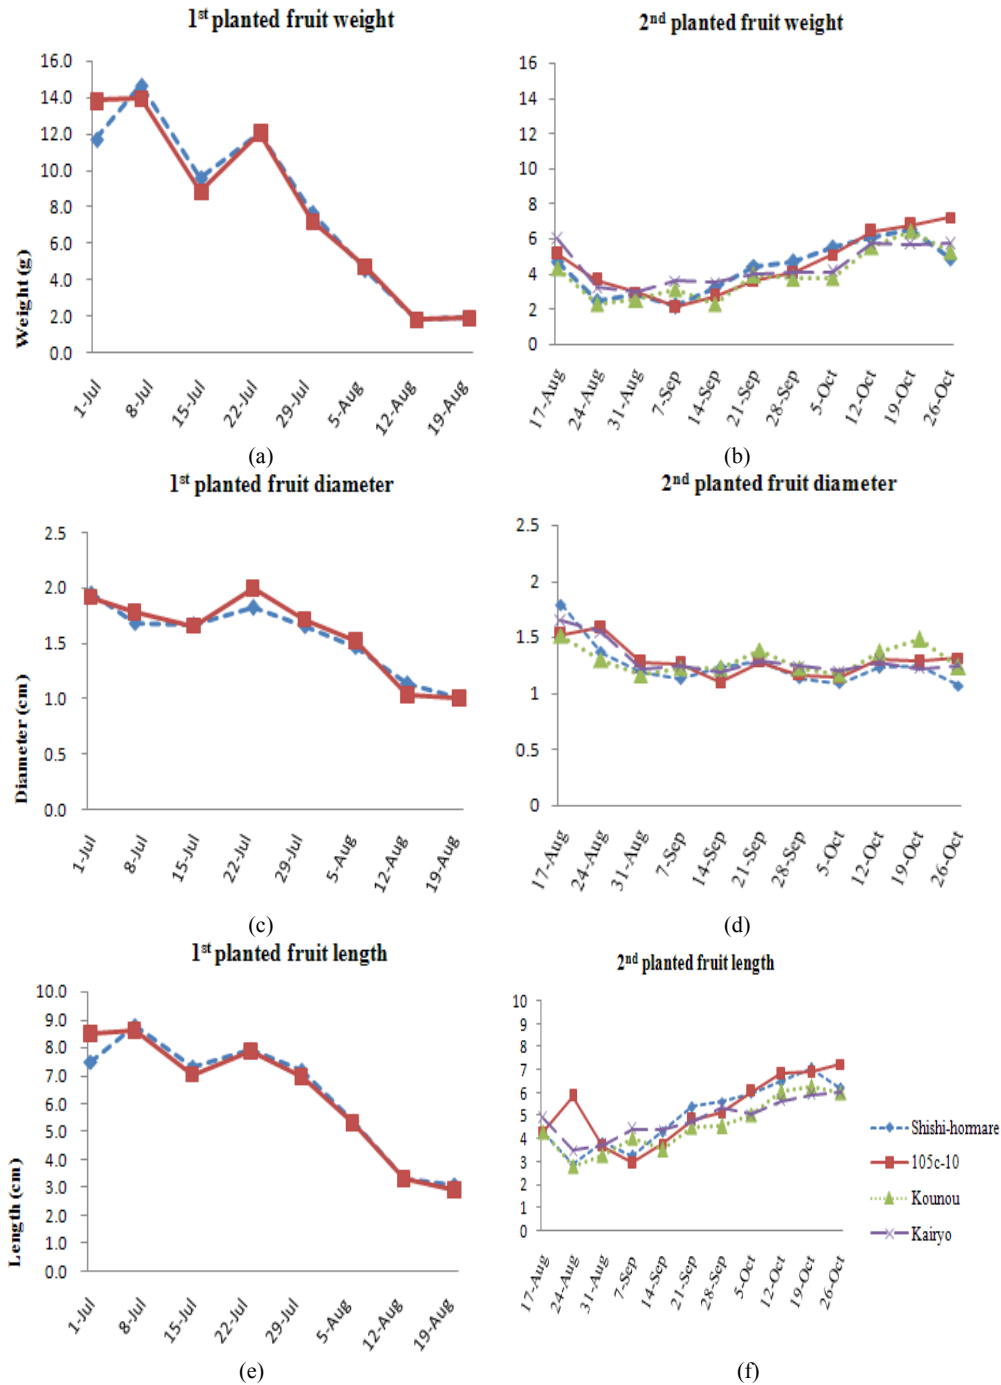 1st planted fruit weight
16.0
14.0
12.0
10.0
8.0
6.0
4.0
2.0
0.0
Weight (g)
1-Jul
8-Jul
15-Jul
22-Jul
29-Jul
5-Aug
12-Aug
19-Aug
(a)
2nd planted fruit weight
16
14
12
10
8
6
4
2
0
17-Aug
24-Aug
31-Aug
7-Sep
14-Sep
21-Sep
28-Sep
5-Oct
12-Oct
19-Oct
26-Oct
(b)
1st planted fruit diameter
2.5
2.0
1.5
1.0
0.5
0.0
Diameter (cm)
1-Jul
8-Jul
15-Jul
22-Jul
29-Jul
5-Aug
12-Aug
19-Aug
(c)
2nd planted fruit diameter
2.5
2
1.5
1
0.5
0
17-Aug
24-Aug
31-Aug
7-Sep
14-Sep
21-Sep
28-Sep
5-Oct
12-Oct
19-Oct
26-Oct
(d)
1st planted fruit length
10.0
9.0
8.0
7.0
6.0
5.0
4.0
3.0
2.0
1.0
0.0
Length (cm)
1-Jul
8-Jul
15-Jul
22-Jul
29-Jul
5-Aug
12-Aug
19-Aug
(e)
2nd planted fruit length
10
9
8
7
6
5
4
3
2
1
0
17-Aug
24-Aug
31-Aug
7-Sep
14-Sep
21-Sep
28-Sep
5-Oct
12-Oct
19-Oct
26-Oct
Shishi-hormare
105c-10
Kounou
Kairyo
(f)